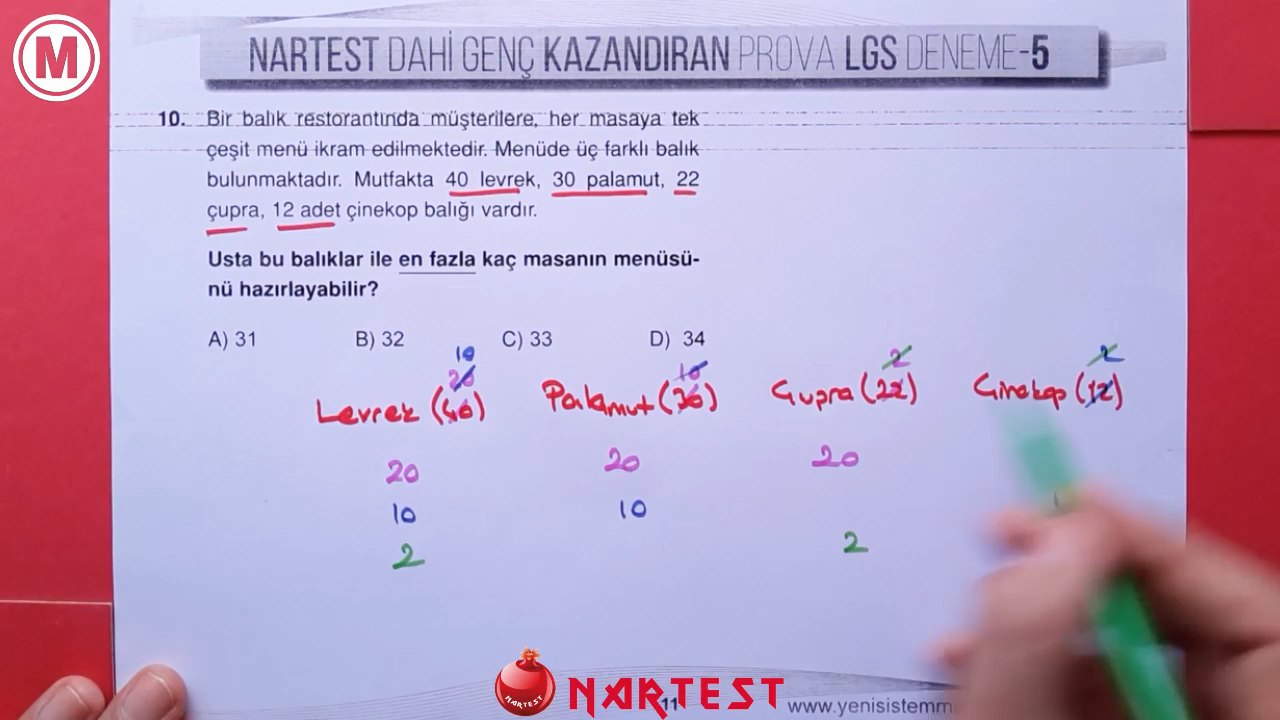 M
NARTEST DAHİ GENÇ KAZANDIRAN PROVA LGS DENEME-5
10. Bir balık restorantında müşterilere, her masaya tek
çeşit menü ikram edilmektedir. Menüde üç farklı balık
bulunmaktadır. Mutfakta 40 levrek, 30 palamut, 22
çupra, 12 adet çinekop balığı vardır.
Usta bu balıklar ile en fazla kaç masanın menüsü-
nü hazırlayabilir?
A) 31 B) 32 C) 33 D) 34
10 2 2
20 10
Levrek (40) Palamut (30) Çupra (22) Çinekop (12)
20 20 20
10 10
2 2
NARTEST
NARTEST
11
www.yenisistemm